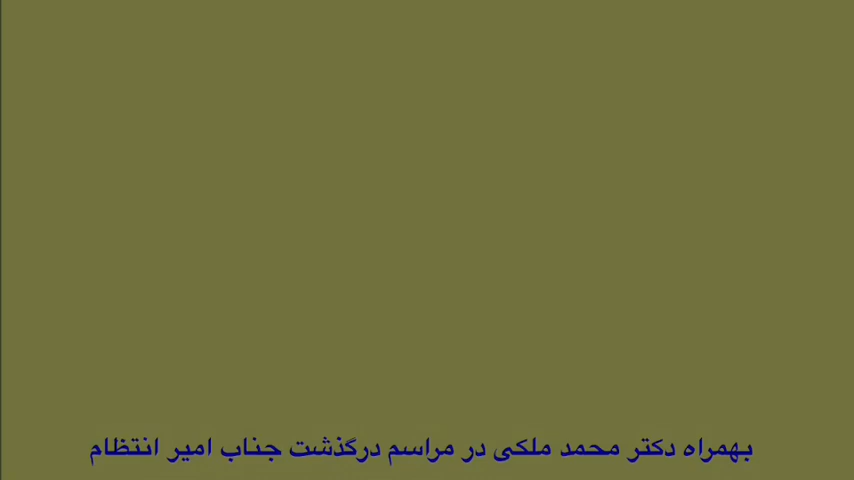 بهمراه دکتر محمد ملکی در مراسم درگذشت جناب امیر انتظام